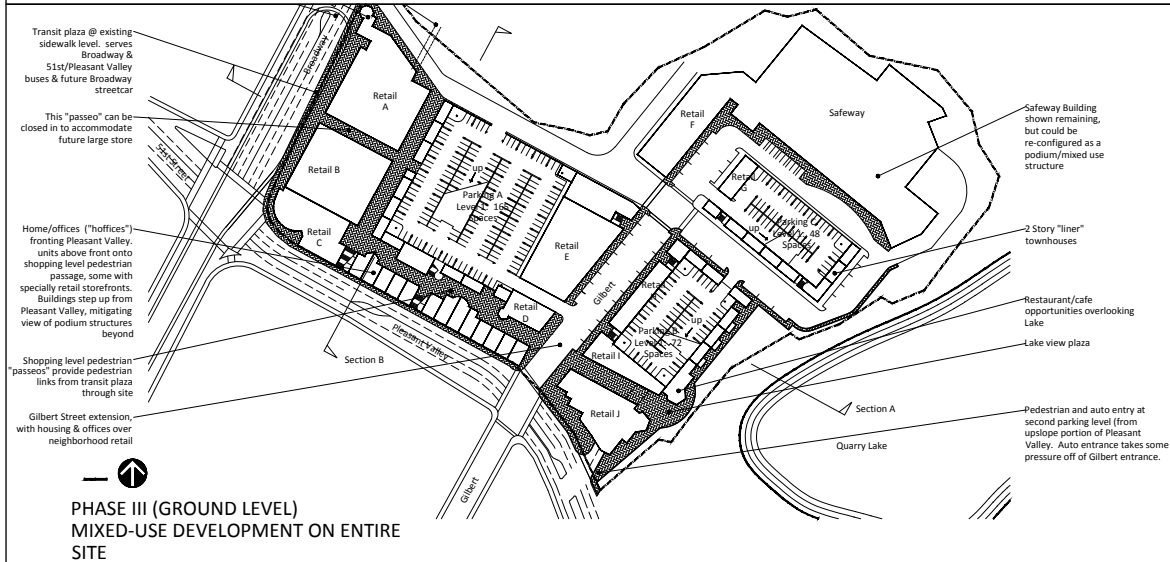 Transit plaza @ existing
sidewalk level. serves
Broadway &
51st/Pleasant Valley
buses & future Broadway
streetcar
This "passeo" can be
closed in to accommodate
future large store
Home/offices ("hoffices")
fronting Pleasant Valley.
units above front onto
shopping level pedestrian
passage, some with
specially retail storefronts.
Buildings step up from
Pleasant Valley, mitigating
view of podium structures
beyond
Shopping level pedestrian
"passeos" provide pedestrian
links from transit plaza
through site
Gilbert Street extension,
with housing & offices over
neighborhood retail
Broadway
51st Street
Retail
A
Retail B
Retail
C
up
Parking A
Level 1: 165
Spaces
Retail
E
Retail
D
Pleasant Valley
Section B
Gilbert
Gilbert
Retail
F
Safeway
Retail
G
up
Parking
Level 1: 48
Spaces
Retail
up
Parking B
Level 1: 72
Spaces
Retail I
Retail J
Section A
Quarry Lake
Safeway Building
shown remaining,
but could be
re-configured as a
podium/mixed use
structure
2 Story "liner"
townhouses
Restaurant/cafe
opportunities overlooking
Lake
Lake view plaza
Pedestrian and auto entry at
second parking level (from
upslope portion of Pleasant
Valley. Auto entrance takes some
pressure off of Gilbert entrance.
PHASE III (GROUND LEVEL)
MIXED-USE DEVELOPMENT ON ENTIRE
SITE